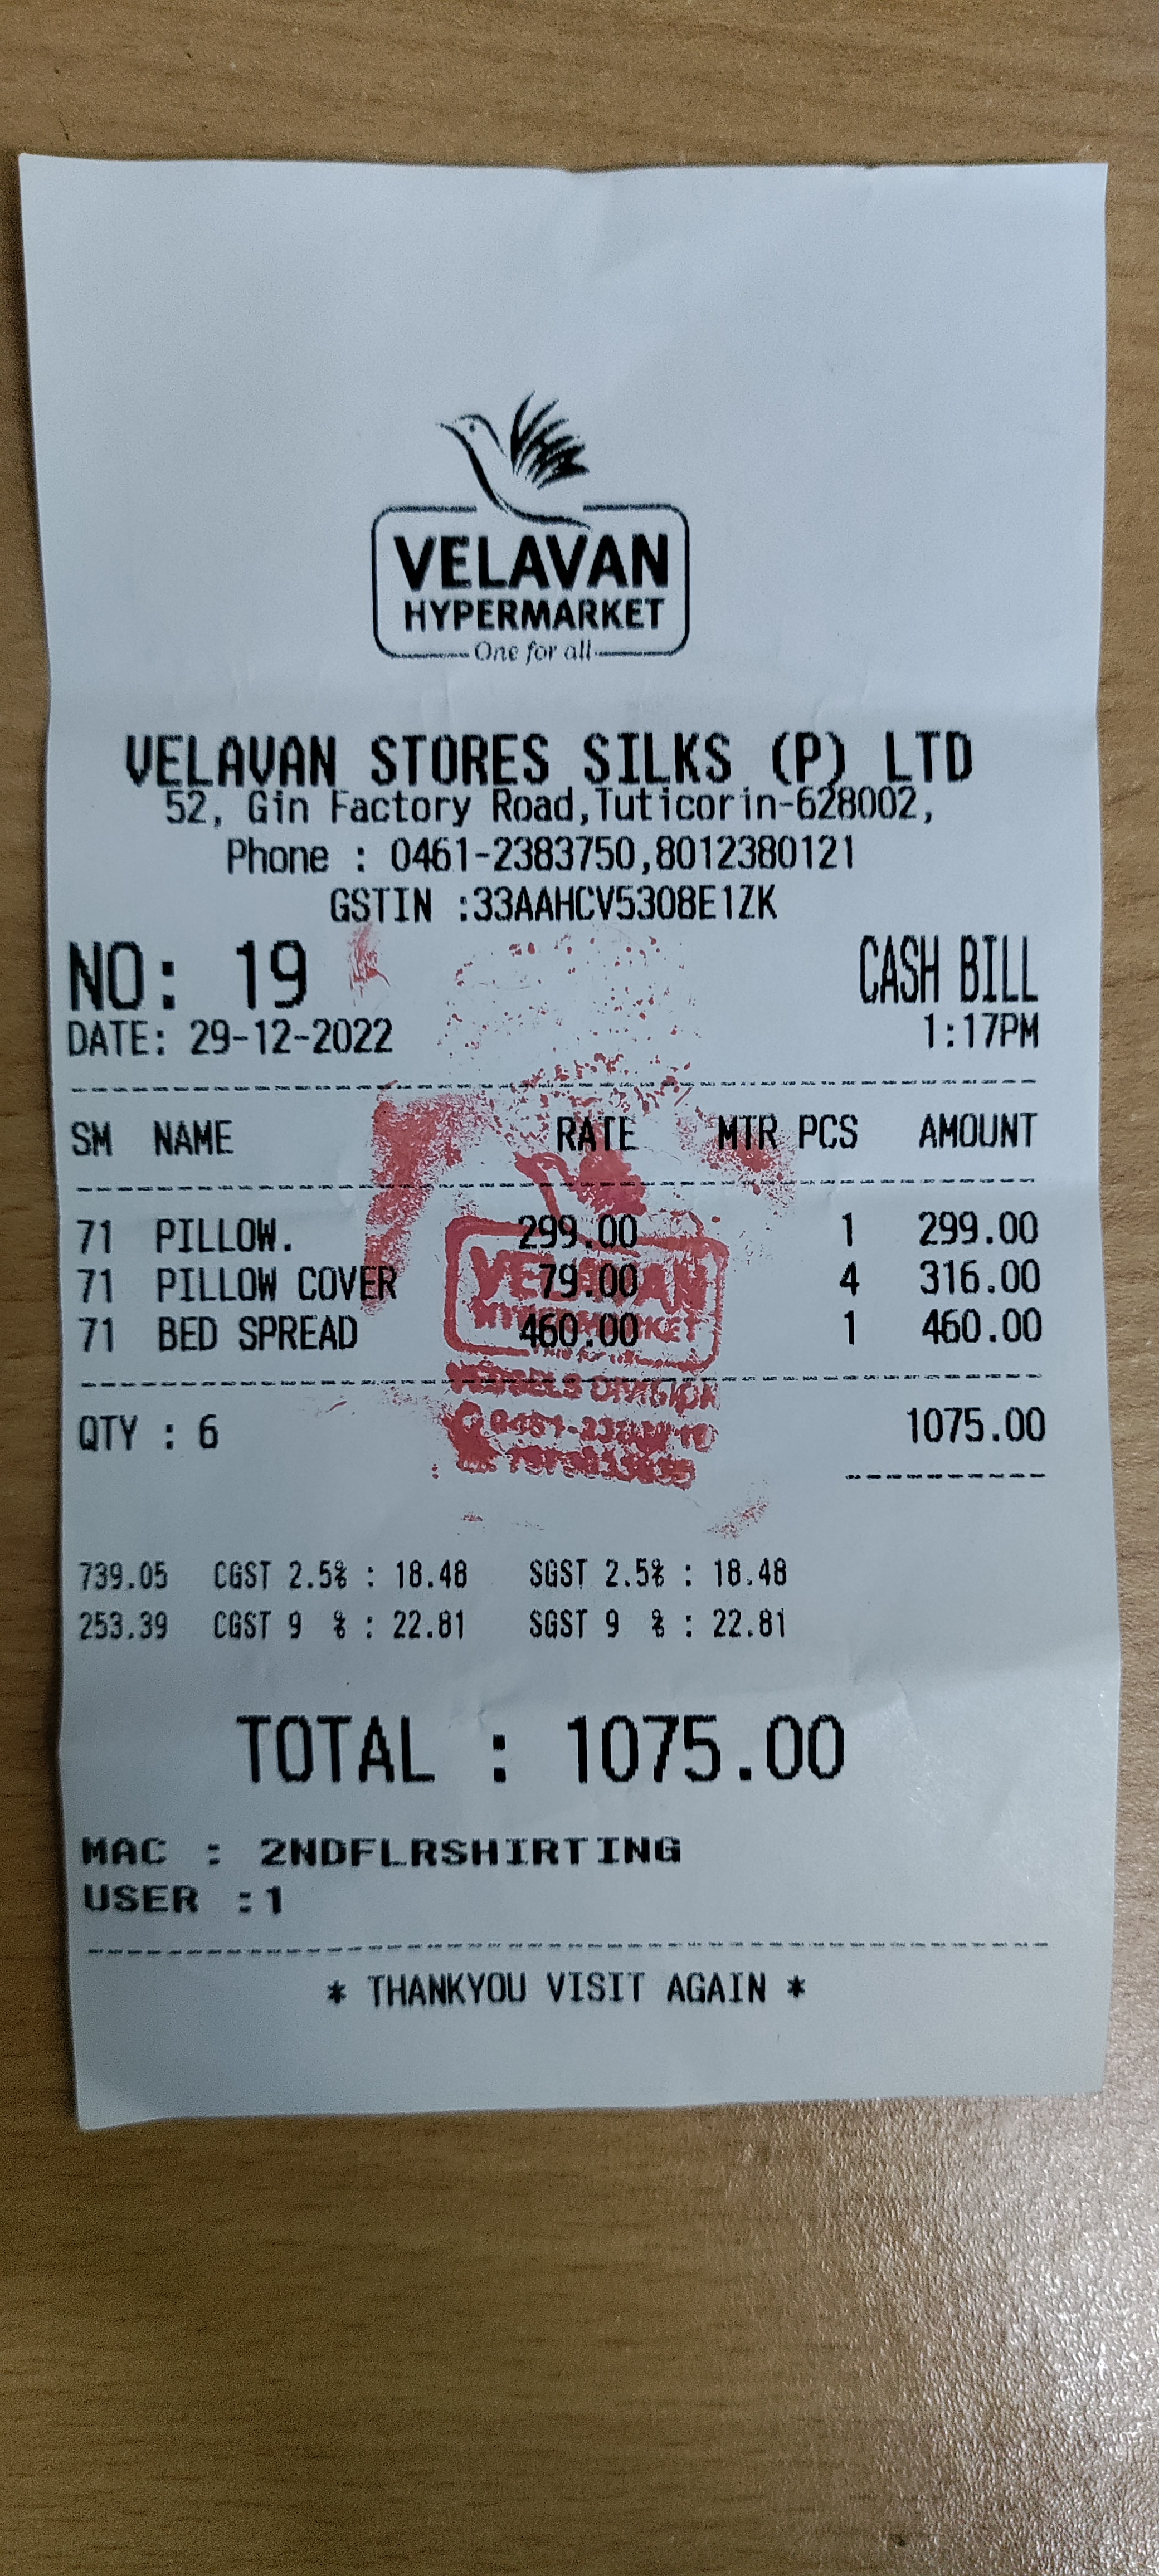 VELAVAN
HYPERMARKET
One for all
VELAVAN STORES SILKS (P) LTD
52, Gin Factory Road,Tuticorin-628002,
Phone : 0461-2383750,8012380121
GSTIN :33AAHCV5308E1ZK
NO: 19 CASH BILL
DATE: 29-12-2022 1:17PM
SM NAME RATE MTR PCS AMOUNT
71 PILLOW. 299.00 1 299.00
71 PILLOW COVER 79.00 4 316.00
71 BED SPREAD 460.00 1 460.00
VELAVAN
HYPERMARKET
VESSELS DIVISION
QTY : 6 1075.00
739.05 CGST 2.5% : 18.48 SGST 2.5% : 18.48
253.39 CGST 9 % : 22.81 SGST 9 % : 22.81
TOTAL : 1075.00
MAC : 2NDFLRSHIRTING
USER :1
* THANKYOU VISIT AGAIN *